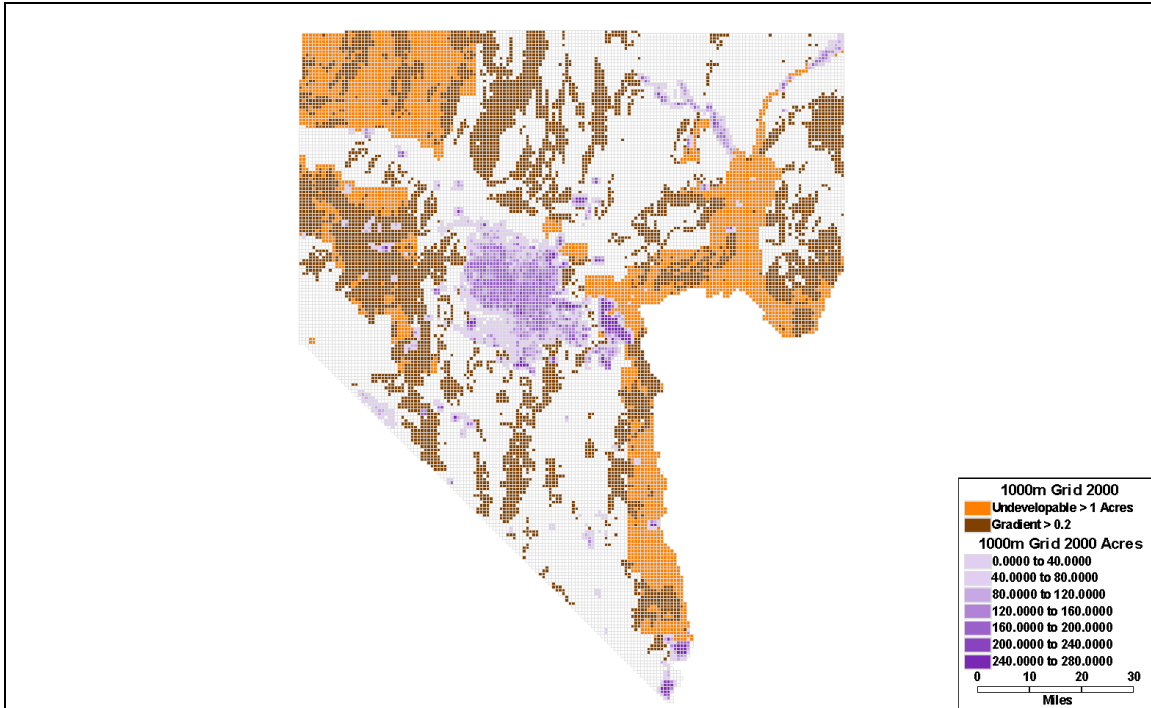 1000m Grid 2000
Undevelopable > 1 Acres
Gradient > 0.2
1000m Grid 2000 Acres
0.0000 to 40.0000
40.0000 to 80.0000
80.0000 to 120.0000
120.0000 to 160.0000
160.0000 to 200.0000
200.0000 to 240.0000
240.0000 to 280.0000
0 10 20 30
Miles